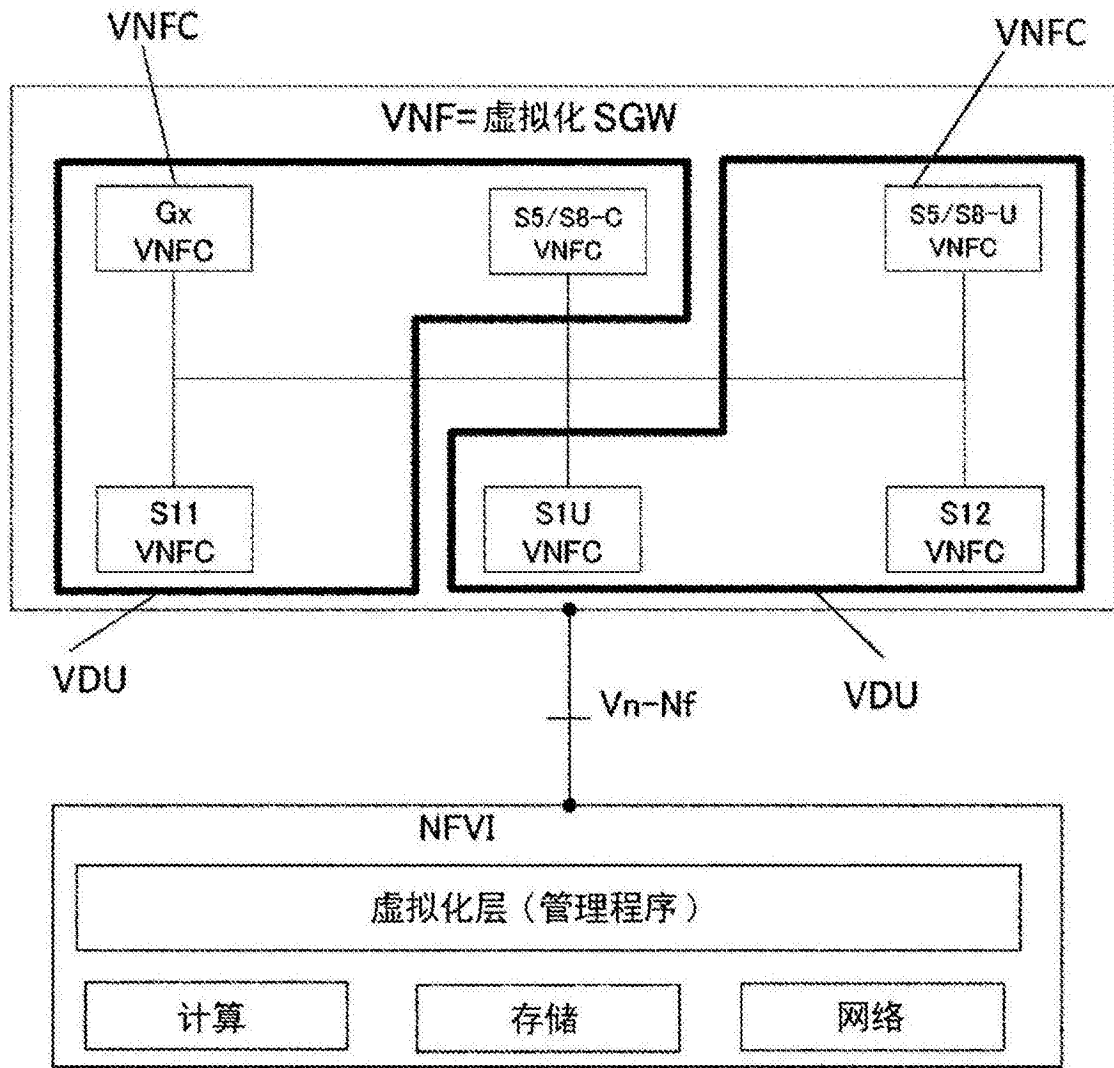 VNFC
VNFC
VNF=虚拟化 SGW
Gx
VNFC
S5/S8-C
VNFC
S5/S8-U
VNFC
S11
VNFC
S1U
VNFC
S12
VNFC
VDU
VDU
Vn-Nf
NFVI
虚拟化层（管理程序）
计算
存储
网络